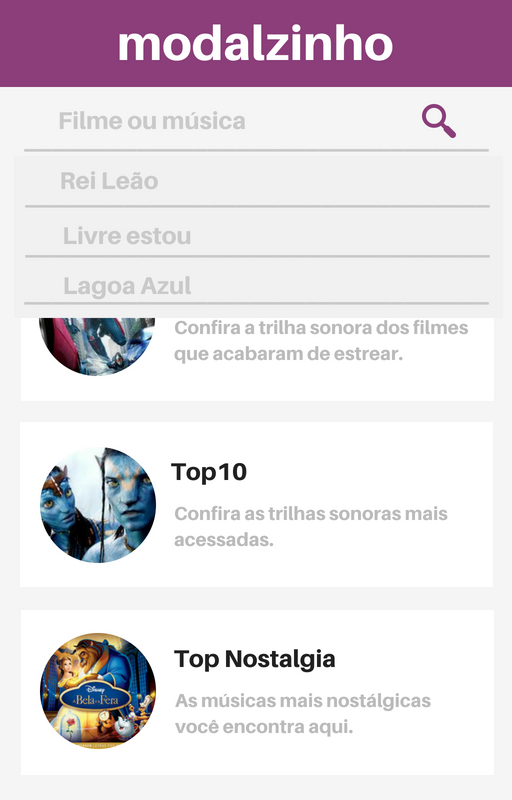 modalzinho
Filme ou música
Rei Leão
Livre estou
Lagoa Azul
Confira a trilha sonora dos filmes
que acabaram de estrear.
Top10
Confira as trilhas sonoras mais
acessadas.
Top Nostalgia
As músicas mais nostálgicas
você encontra aqui.
Disney
A Bela e a Fera